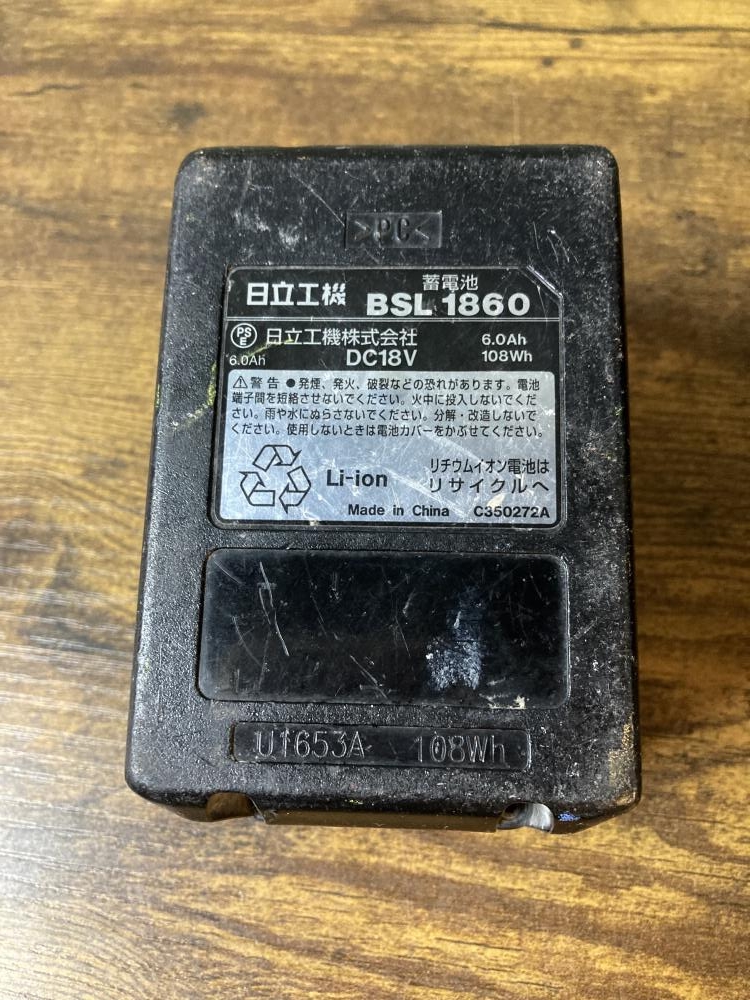 >PC<
日立工機 蓄電池 BSL 1860
PSE 日立工機株式会社 6.0Ah
6.0Ah DC18V 108Wh
⚠警告 ●発煙、発火、破裂などの恐れがあります。電池
端子間を短絡させないでください。火中に投入しないでくだ
さい。雨や水にぬらさないでください。分解・改造しないで
ください。使用しないときは電池カバーをかぶせてください。
Li-ion リチウムイオン電池は
リサイクルへ
Made in China C350272A
U1653A 108Wh